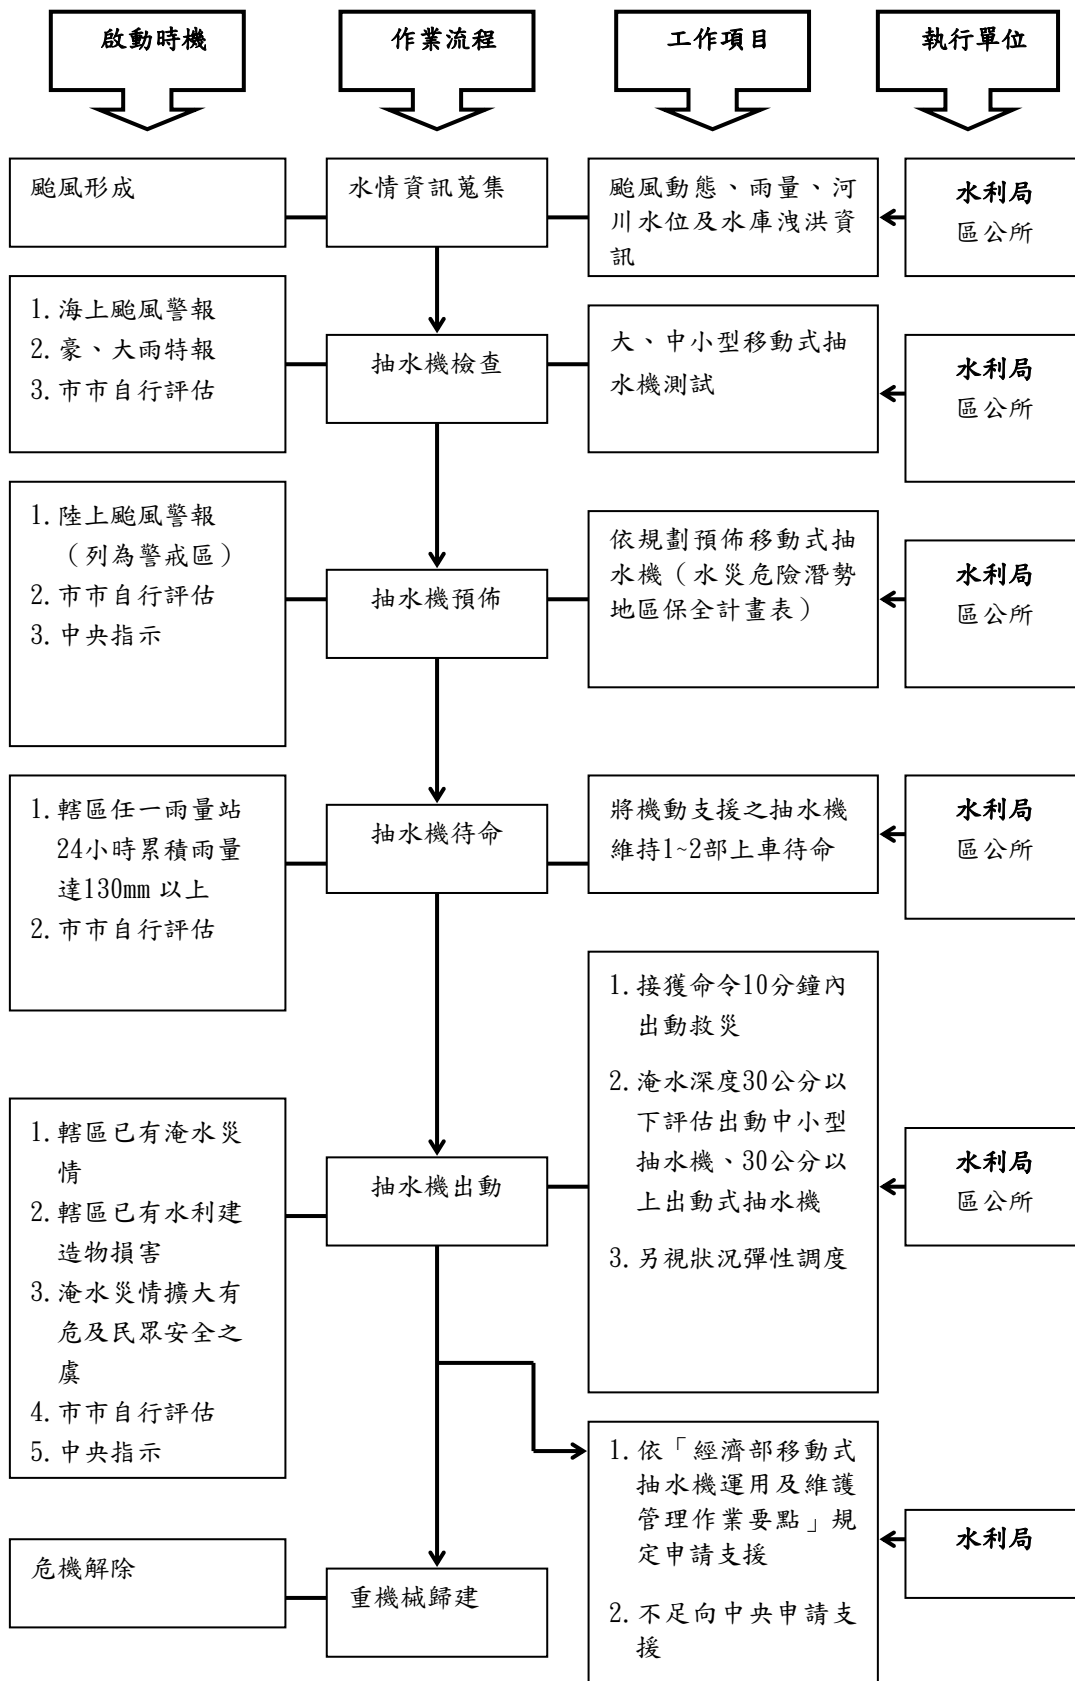 啟動時機
作業流程
工作項目
執行單位
颱風形成
水情資訊蒐集
颱風動態、雨量、河
川水位及水庫洩洪資
訊
水利局
區公所
1.海上颱風警報
2.豪、大雨特報
3.市市自行評估
抽水機檢查
大、中小型移動式抽
水機測試
水利局
區公所
1.陸上颱風警報
（列為警戒區）
2.市市自行評估
3.中央指示
抽水機預佈
依規劃預佈移動式抽
水機（水災危險潛勢
地區保全計畫表）
水利局
區公所
1.轄區任一雨量站
24小時累積雨量
達130mm 以上
2.市市自行評估
抽水機待命
將機動支援之抽水機
維持1~2部上車待命
水利局
區公所
1.轄區已有淹水災
情
2.轄區已有水利建
造物損害
3.淹水災情擴大有
危及民眾安全之
虞
4.市市自行評估
5.中央指示
抽水機出動
1.接獲命令10分鐘內
出動救災
2.淹水深度30公分以
下評估出動中小型
抽水機、30公分以
上出動式抽水機
3.另視狀況彈性調度
水利局
區公所
1.依「經濟部移動式
抽水機運用及維護
管理作業要點」規
定申請支援
2.不足向中央申請支
援
水利局
危機解除
重機械歸建